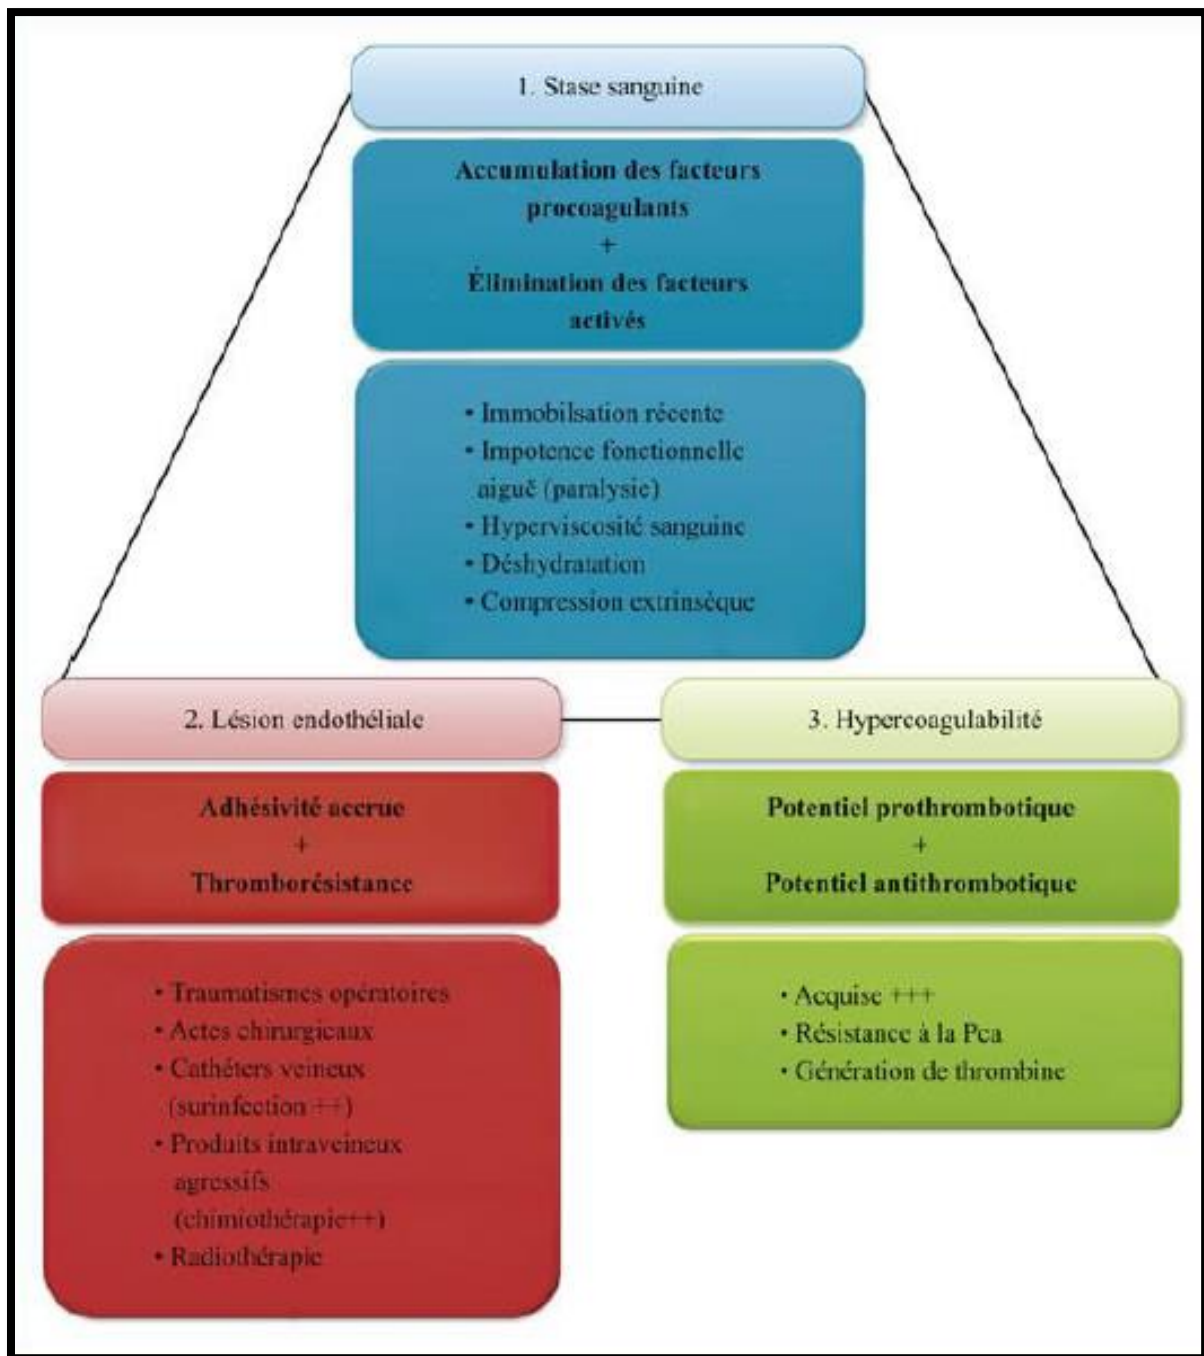 1. Stase sanguine
Accumulation des facteurs
procoagulants
+
Élimination des facteurs
activés
• Immobilsation récente
• Impotence fonctionnelle
aiguë (paralysie)
• Hyperviscosité sanguine
• Déshydratation
• Compression extrinsèque
2. Lésion endothéliale
Adhésivité accrue
+
Thromborésistance
• Traumatismes opératoires
• Actes chirurgicaux
• Cathéters veineux
(surinfection ++)
• Produits intraveineux
agressifs
(chimiothérapie++)
• Radiothérapie
3. Hypercoagulabilité
Potentiel prothrombotique
+
Potentiel antithrombotique
• Acquise +++
• Résistance à la Pca
• Génération de thrombine